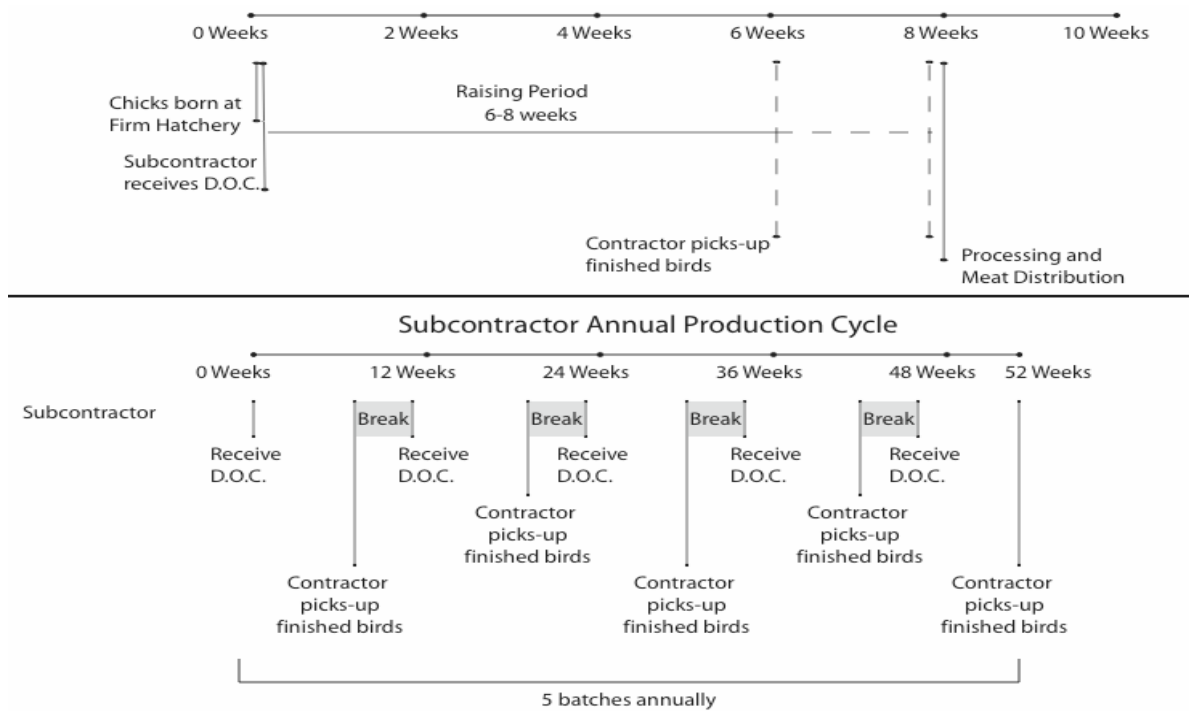 0 Weeks 2 Weeks 4 Weeks 6 Weeks 8 Weeks 10 Weeks
Chicks born at
Firm Hatchery
Raising Period
6-8 weeks
Subcontractor
receives D.O.C.
Contractor picks-up
finished birds
Processing and
Meat Distribution
Subcontractor Annual Production Cycle
0 Weeks 12 Weeks 24 Weeks 36 Weeks 48 Weeks 52 Weeks
Subcontractor
Break Break Break Break
Receive
D.O.C.
Receive
D.O.C.
Receive
D.O.C.
Receive
D.O.C.
Receive
D.O.C.
Contractor
picks-up
finished birds
Contractor
picks-up
finished birds
Contractor
picks-up
finished birds
Contractor
picks-up
finished birds
Contractor
picks-up
finished birds
5 batches annually